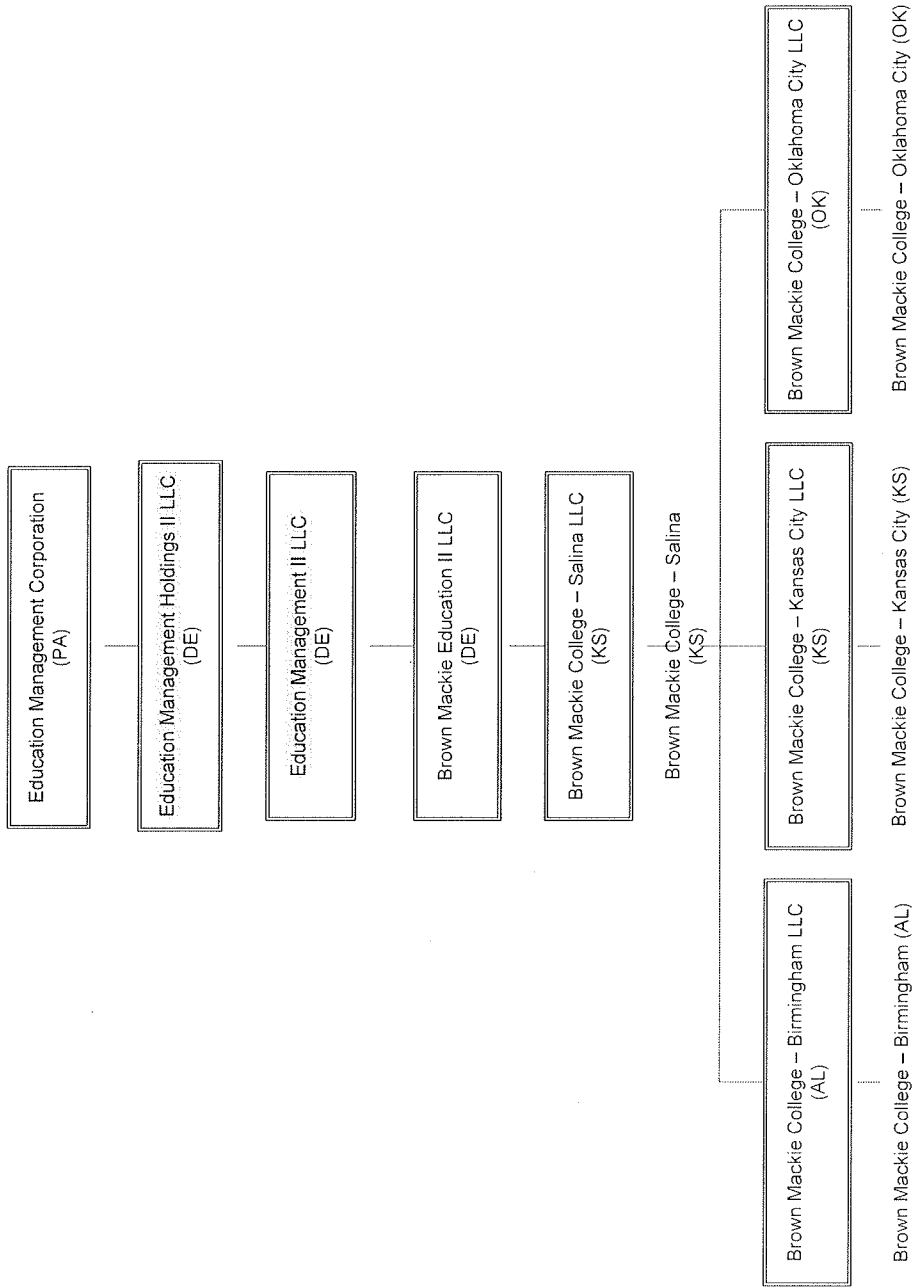 Education Management Corporation
(PA)
Education Management Holdings II LLC
(DE)
Education Management II LLC
(DE)
Brown Mackie Education II LLC
(DE)
Brown Mackie College – Salina LLC
(KS)
Brown Mackie College – Salina
(KS)
Brown Mackie College – Birmingham LLC
(AL)
Brown Mackie College – Kansas City LLC
(KS)
Brown Mackie College – Oklahoma City LLC
(OK)
Brown Mackie College – Birmingham (AL)
Brown Mackie College – Kansas City (KS)
Brown Mackie College – Oklahoma City (OK)